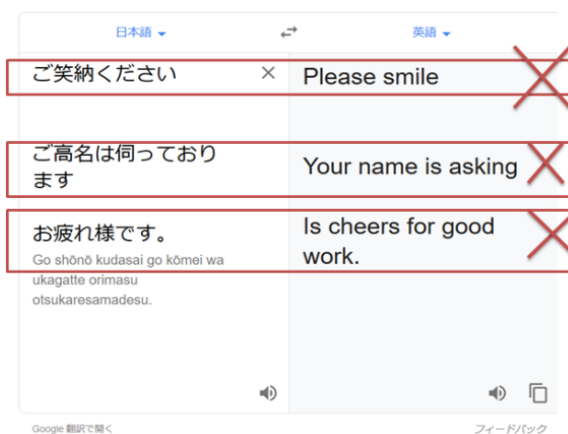 日本語
英語
ご笑納ください
Please smile
ご高名は伺っており
ます
Your name is asking
お疲れ様です。
Is cheers for good
work.
Go shōnō kudasai go kōmei wa
ukagatte orimasu
otsukaresamadesu.
Google 翻訳で開く
フィードバック